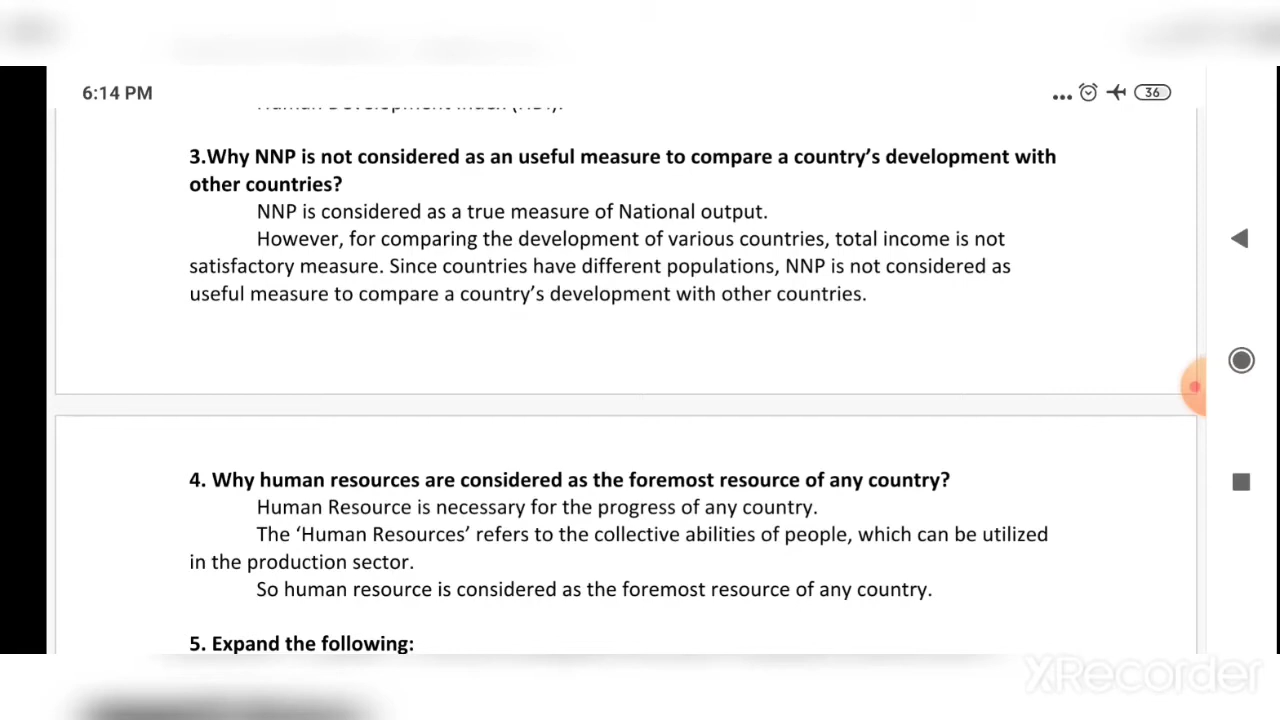 6:14 PM
36
Human Development Index (HDI).
3.Why NNP is not considered as an useful measure to compare a country's development with
other countries?
NNP is considered as a true measure of National output.
However, for comparing the development of various countries, total income is not
satisfactory measure. Since countries have different populations, NNP is not considered as
useful measure to compare a country's development with other countries.
4. Why human resources are considered as the foremost resource of any country?
Human Resource is necessary for the progress of any country.
The ‘Human Resources’ refers to the collective abilities of people, which can be utilized
in the production sector.
So human resource is considered as the foremost resource of any country.
5. Expand the following:
XRecorder